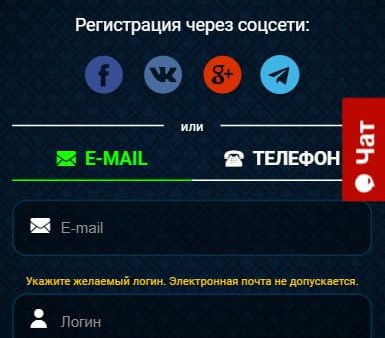 Регистрация через соцсети:
или
E-MAIL
ТЕЛЕФОН
Чат
E-mail
Укажите желаемый логин. Электронная почта не допускается.
Логин